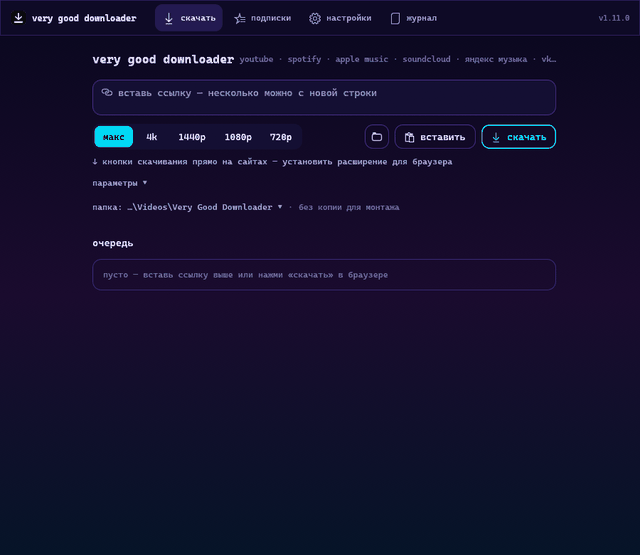 very good downloader скачать подписки настройки журнал v1.11.0
very good downloader youtube · spotify · apple music · soundcloud · яндекс музыка · vk…
вставь ссылку — несколько можно с новой строки
макс 4k 1440p 1080p 720p вставить скачать
↓ кнопки скачивания прямо на сайтах — установить расширение для браузера
параметры ▾
папка: …\Videos\Very Good Downloader ▾ · без копии для монтажа
очередь
пусто — вставь ссылку выше или нажми «скачать» в браузере